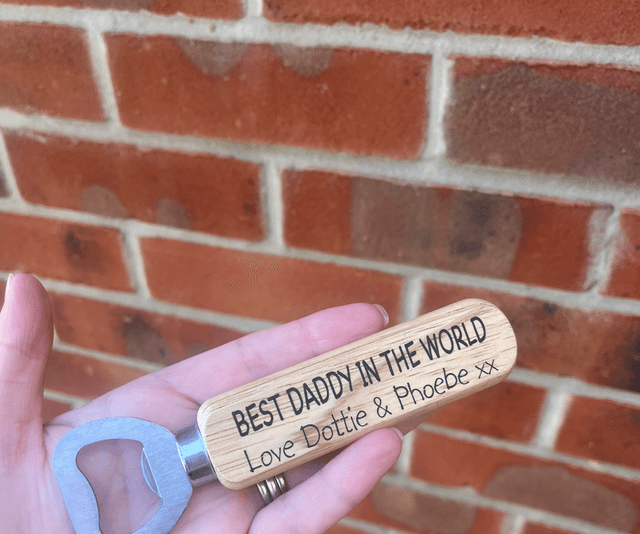 BEST DADDY IN THE WORLD
Love Dottie & Phoebe xx